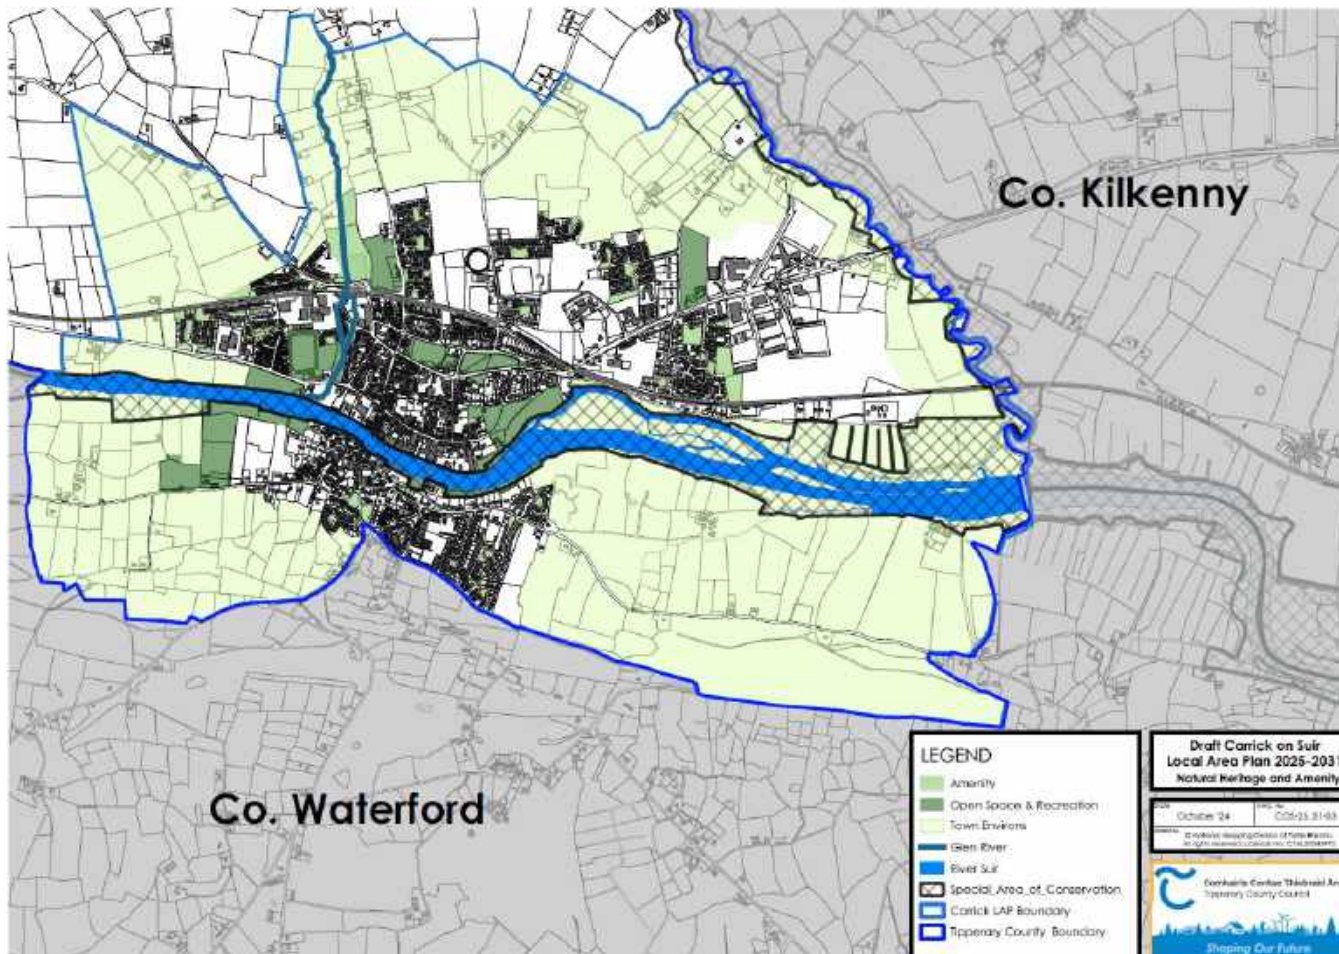 Co. Kilkenny
Co. Waterford
LEGEND
Amenity
Open Space & Recreation
Town Environs
Glen River
River Suir
Special_Area_of_Conservation
Carrick LAP Boundary
Tipperary County Boundary
Draft Carrick on Suir
Local Area Plan 2025-2031
Natural Heritage and Amenity
October '24
Comhairle Contae Thiobraid Ár
Tipperary County Council
Shaping Our Future